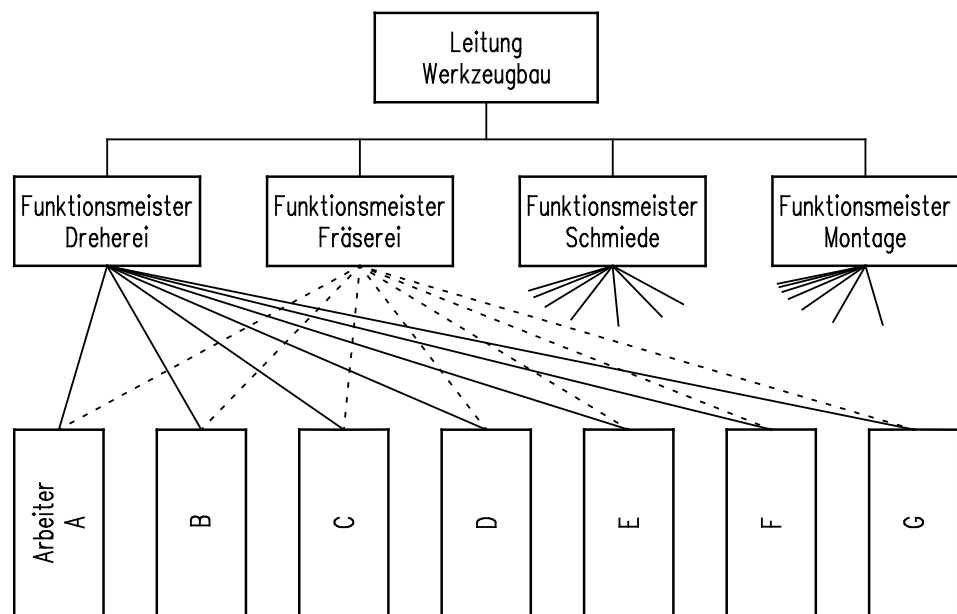 Leitung
Werkzeugbau
Funktionsmeister
Dreherei
Funktionsmeister
Fräserei
Funktionsmeister
Schmiede
Funktionsmeister
Montage
Arbeiter
A
B
C
D
E
F
G